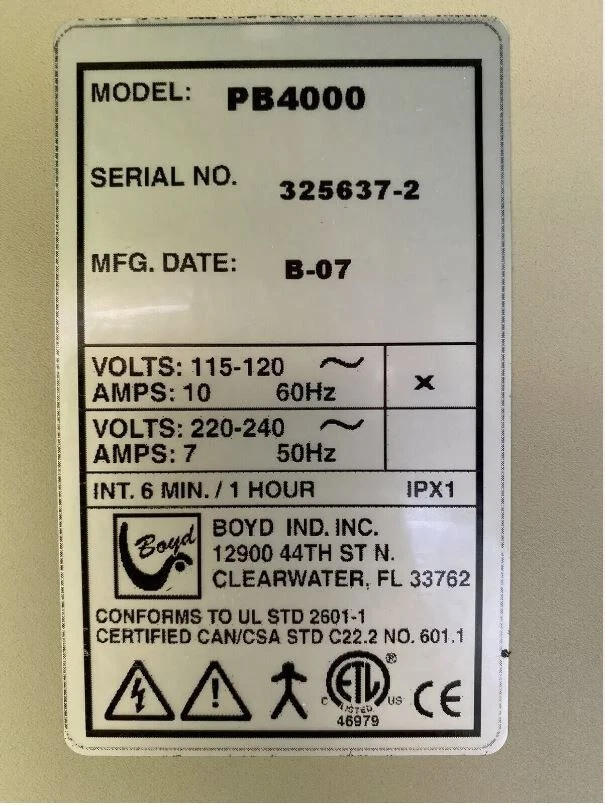 MODEL: PB4000
SERIAL NO. 325637-2
MFG. DATE: B-07
VOLTS: 115-120 ~
AMPS: 10 60Hz X
VOLTS: 220-240 ~
AMPS: 7 50Hz
INT. 6 MIN. / 1 HOUR IPX1
Boyd
BOYD IND. INC.
12900 44TH ST N.
CLEARWATER, FL 33762
CONFORMS TO UL STD 2601-1
CERTIFIED CAN/CSA STD C22.2 NO. 601.1
ETL ®
C LISTED US
46979
CE